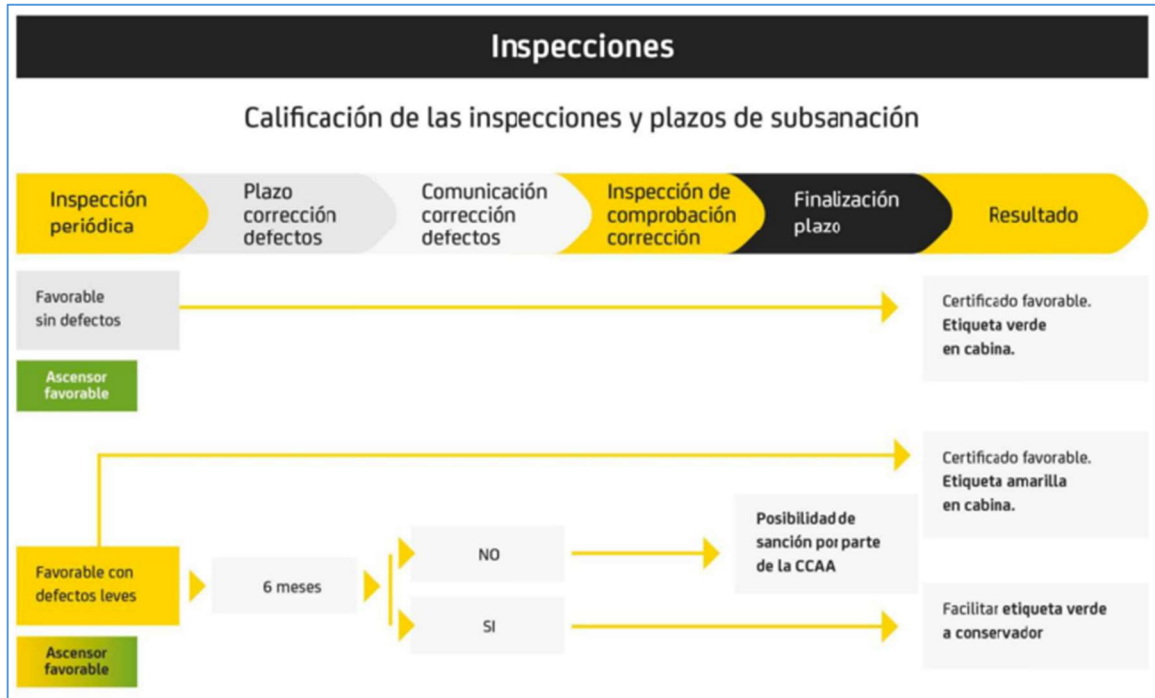 Inspecciones
Calificación de las inspecciones y plazos de subsanación
Inspección
periódica
Plazo
corrección
defectos
Comunicación
corrección
defectos
Inspección de
comprobación
corrección
Finalización
plazo
Resultado
Favorable
sin defectos
Certificado favorable.
Etiqueta verde
en cabina.
Ascensor
favorable
Certificado favorable.
Etiqueta amarilla
en cabina.
Favorable con
defectos leves
6 meses
NO
Posibilidad de
sanción por parte
de la CCAA
SI
Facilitar etiqueta verde
a conservador
Ascensor
favorable